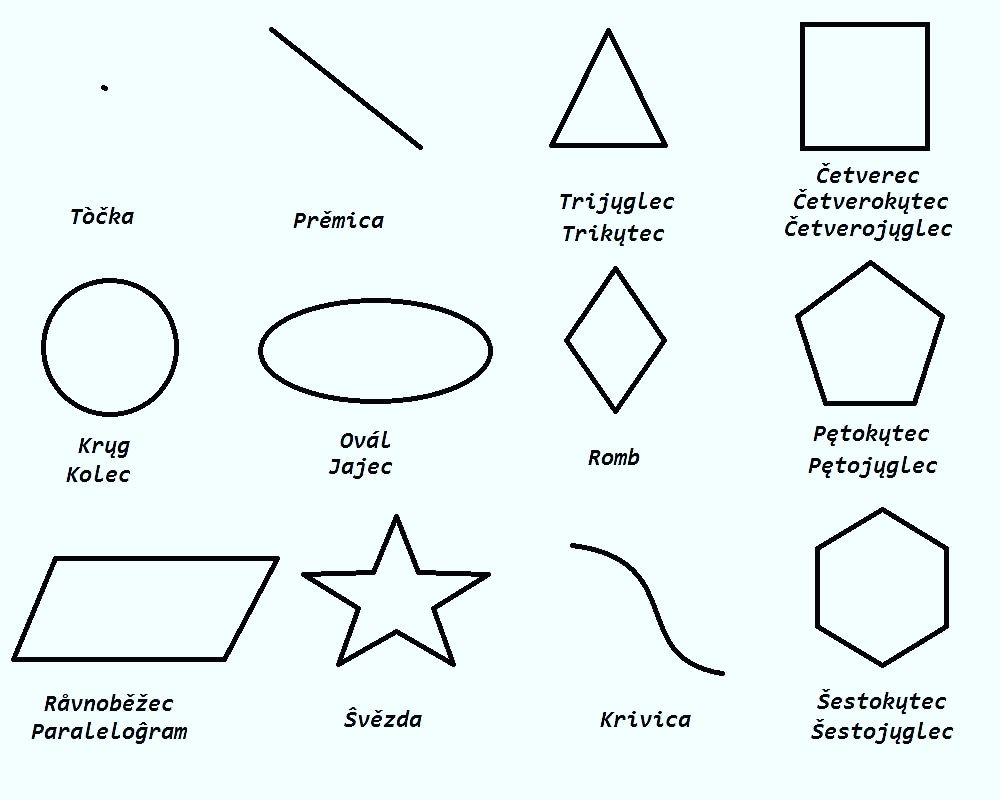 Tòčka
Prěmica
Trijųglec
Trikųtec
Četverec
Četverokųtec
Četverojųglec
Krųg
Kolec
Ovál
Jajec
Romb
Pętokųtec
Pętojųglec
Råvnoběžec
Paraleloĝram
Ŝvězda
Krivica
Šestokųtec
Šestojųglec